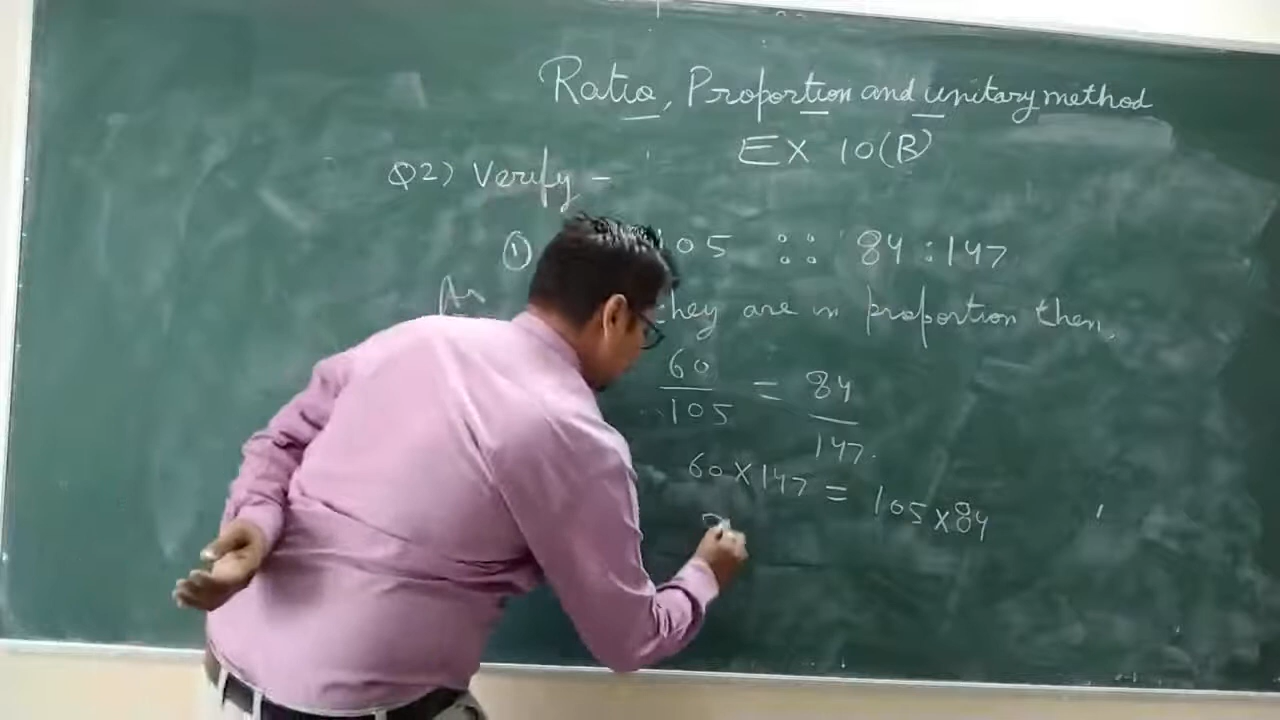 Ratio, Proportion and unitary method
EX 10(B)
Q2) Verify -
① 105 :: 84 : 147
they are in proportion then,
60/105 = 84/147.
60 X 147 = 105 X 84